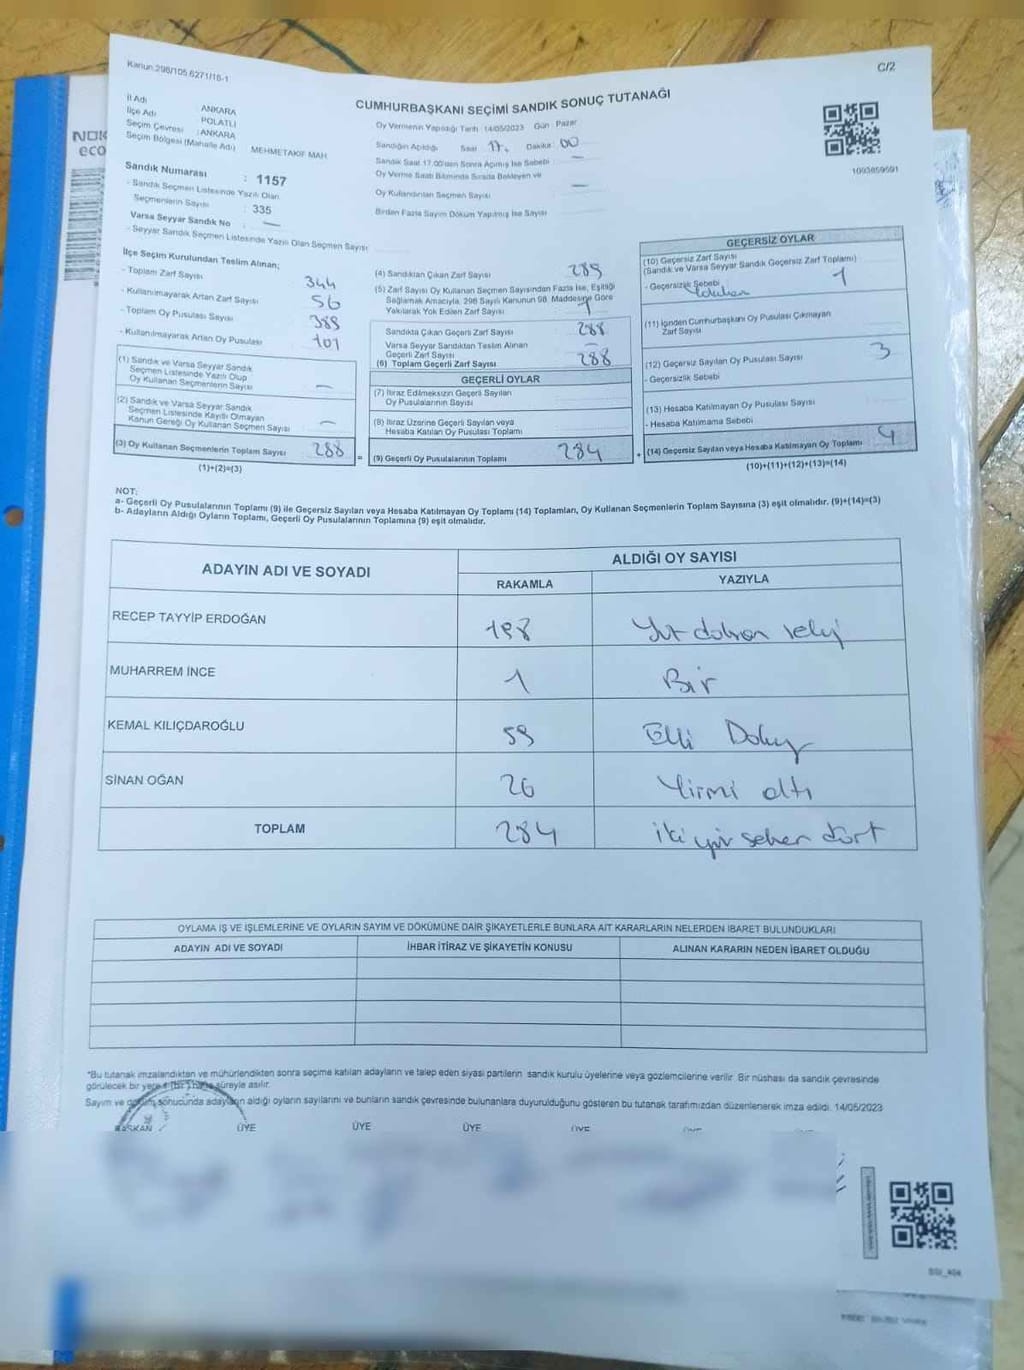 Kanun:298/105.6271/16-1
C/2
CUMHURBAŞKANI SEÇİMİ SANDIK SONUÇ TUTANAĞI
İl Adı ANKARA
İlçe Adı POLATLI
Seçim Çevresi : ANKARA
Seçim Bölgesi (Mahalle Adı) MEHMETAKİF MAH
Oy Vermenin Yapıldığı Tarih 14/05/2023 Gün Pazar
Sandığın Açıldığı Saat 17, Dakika: 00
Sandık Saat 17.00'den Sonra Açılmış İse Sebebi —
Oy Verme Saati Bitiminde Sırada Bekleyen ve
Oy Kullandırılan Seçmen Sayısı —
Birden Fazla Sayım Döküm Yapılmış İse Sayısı
NOK
eco
Sandık Numarası : 1157
- Sandık Seçmen Listesinde Yazılı Olan
Seçmenlerin Sayısı : 335
Varsa Seyyar Sandık No —
- Seyyar Sandık Seçmen Listesinde Yazılı Olan Seçmen Sayısı
İlçe Seçim Kurulundan Teslim Alınan;
- Toplam Zarf Sayısı 344
- Kullanılmayarak Artan Zarf Sayısı 56
- Toplam Oy Pusulası Sayısı 389
- Kullanılmayarak Artan Oy Pusulası 101
(1) Sandık ve Varsa Seyyar Sandık
Seçmen Listesinde Yazılı Olup
Oy Kullanan Seçmenlerin Sayısı —
(2) Sandık ve Varsa Seyyar Sandık
Seçmen Listesinde Kayıtlı Olmayan
Kanun Gereği Oy Kullanan Seçmen Sayısı —
(3) Oy Kullanan Seçmenlerin Toplam Sayısı 288
(1)+(2)=(3)
(4) Sandıktan Çıkan Zarf Sayısı 289
(5) Zarf Sayısı Oy Kullanan Seçmen Sayısından Fazla İse, Eşitliği
Sağlamak Amacıyla, 298 Sayılı Kanunun 98. Maddesine Göre
Yakılarak Yok Edilen Zarf Sayısı 1
Sandıkta Çıkan Geçerli Zarf Sayısı 288
Varsa Seyyar Sandıktan Teslim Alınan
Geçerli Zarf Sayısı —
(6) Toplam Geçerli Zarf Sayısı 288
GEÇERLİ OYLAR
(7) İtiraz Edilmeksizin Geçerli Sayılan
Oy Pusulalarının Sayısı
(8) İtiraz Üzerine Geçerli Sayılan veya
Hesaba Katılan Oy Pusulası Toplamı
= (9) Geçerli Oy Pusulalarının Toplamı 284
1093859591
GEÇERSİZ OYLAR
(10) Geçersiz Zarf Sayısı
(Sandık ve Varsa Seyyar Sandık Geçersiz Zarf Toplamı)
- Geçersizlik Sebebi 1
(11) İçinden Cumhurbaşkanı Oy Pusulası Çıkmayan
Zarf Sayısı
(12) Geçersiz Sayılan Oy Pusulası Sayısı 3
- Geçersizlik Sebebi
(13) Hesaba Katılmayan Oy Pusulası Sayısı
- Hesaba Katılmama Sebebi
+ (14) Geçersiz Sayılan veya Hesaba Katılmayan Oy Toplamı 4
(10)+(11)+(12)+(13)=(14)
NOT:
a- Geçerli Oy Pusulalarının Toplamı (9) ile Geçersiz Sayılan veya Hesaba Katılmayan Oy Toplamı (14) Toplamları, Oy Kullanan Seçmenlerin Toplam Sayısına (3) eşit olmalıdır. (9)+(14)=(3)
b- Adayların Aldığı Oyların Toplamı, Geçerli Oy Pusulalarının Toplamına (9) eşit olmalıdır.
ADAYIN ADI VE SOYADI
ALDIĞI OY SAYISI
RAKAMLA YAZIYLA
RECEP TAYYİP ERDOĞAN 198 Yüz doksan sekiz
MUHARREM İNCE 1 Bir
KEMAL KILIÇDAROĞLU 59 Elli Dokuz
SİNAN OĞAN 26 Yirmi altı
TOPLAM 284 iki yüz seksen dört
OYLAMA İŞ VE İŞLEMLERİNE VE OYLARIN SAYIM VE DÖKÜMÜNE DAİR ŞİKAYETLERLE BUNLARA AİT KARARLARIN NELERDEN İBARET BULUNDUKLARI
ADAYIN ADI VE SOYADI İHBAR İTİRAZ VE ŞİKAYETİN KONUSU ALINAN KARARIN NEDEN İBARET OLDUĞU
*Bu tutanak imzalandıktan ve mühürlendikten sonra seçime katılan adayların ve talep eden siyasi partilerin sandık kurulu üyelerine veya gözlemcilerine verilir. Bir nüshası da sandık çevresinde
görülecek bir yere 1 (bir) hafta süreyle asılır.
Sayım ve döküm sonucunda adayların aldığı oyların sayılarını ve bunların sandık çevresinde bulunanlara duyurulduğunu gösteren bu tutanak tarafımızdan düzenlenerek imza edildi. 14/05/2023
BAŞKAN ÜYE ÜYE ÜYE ÜYE